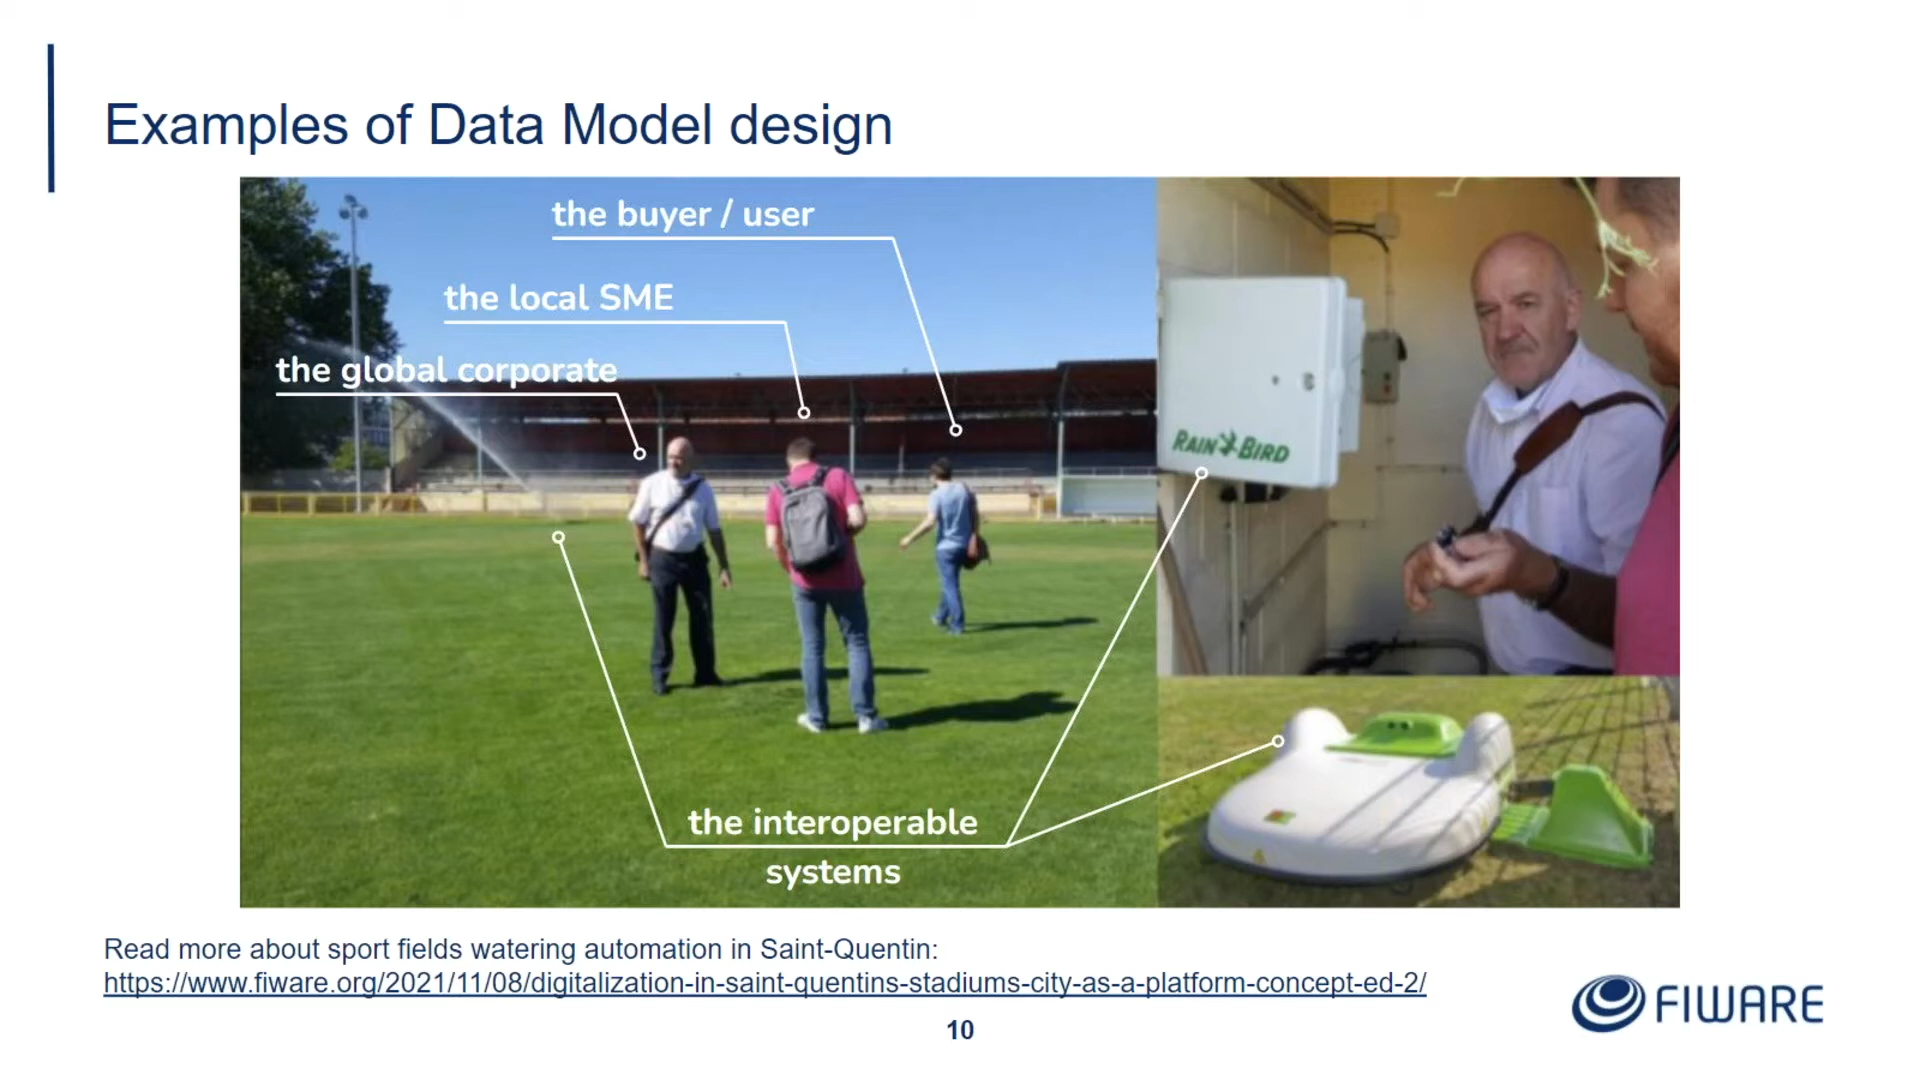 Examples of Data Model design
the buyer / user
the local SME
the global corporate
RAIN BIRD
the interoperable
systems
Read more about sport fields watering automation in Saint-Quentin:
https://www.fiware.org/2021/11/08/digitalization-in-saint-quentins-stadiums-city-as-a-platform-concept-ed-2/
FIWARE
10